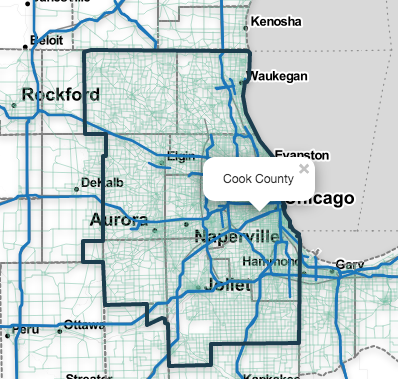 Kenosha
Beloit
Waukegan
Rockford
Evanston
Elgin
Cook County
×
DeKalb
Chicago
Aurora
Naperville
Hammond
Gary
Joliet
Peru
Ottawa
Streator
Kankakee